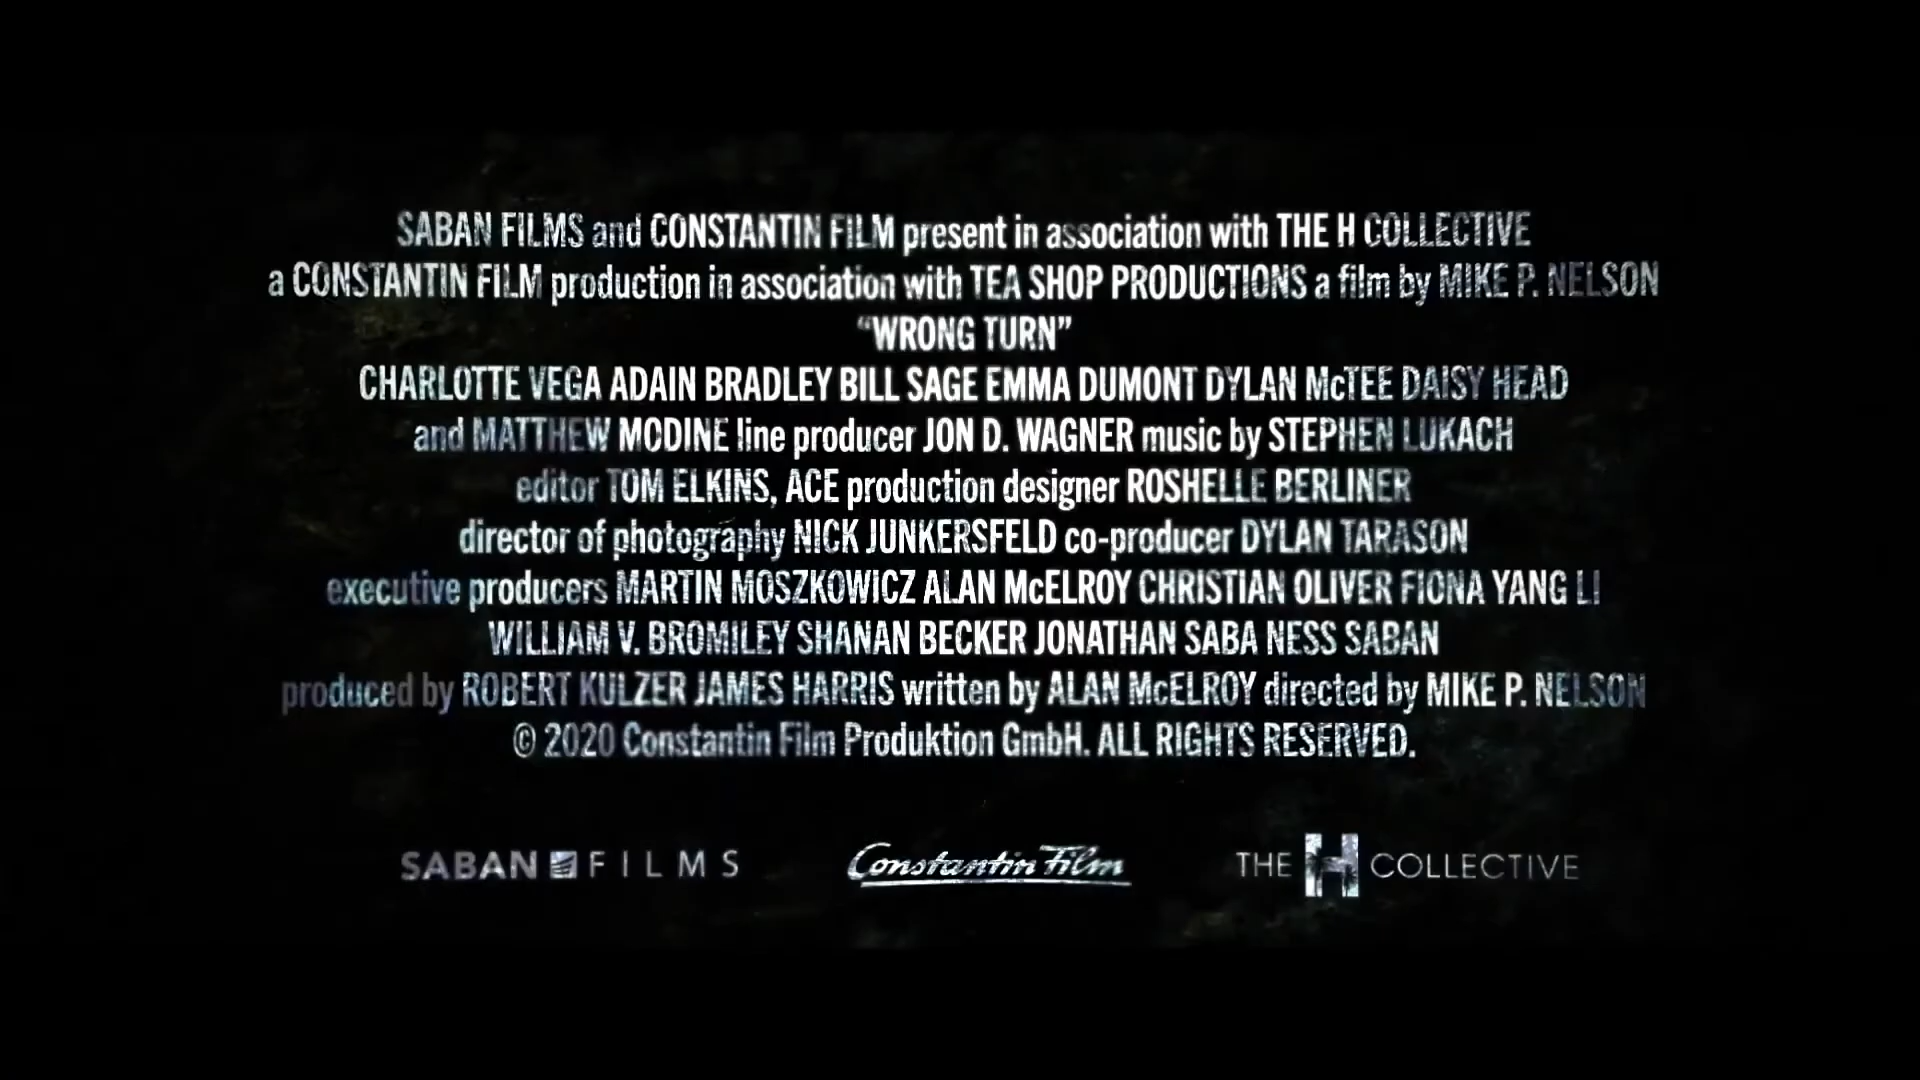 SABAN FILMS and CONSTANTIN FILM present in association with THE H COLLECTIVE
a CONSTANTIN FILM production in association with TEA SHOP PRODUCTIONS a film by MIKE P. NELSON
“WRONG TURN”
CHARLOTTE VEGA ADAIN BRADLEY BILL SAGE EMMA DUMONT DYLAN McTEE DAISY HEAD
and MATTHEW MODINE line producer JON D. WAGNER music by STEPHEN LUKACH
editor TOM ELKINS, ACE production designer ROSHELLE BERLINER
director of photography NICK JUNKERSFELD co-producer DYLAN TARASON
executive producers MARTIN MOSZKOWICZ ALAN McELROY CHRISTIAN OLIVER FIONA YANG LI
WILLIAM V. BROMILEY SHANAN BECKER JONATHAN SABA NESS SABAN
produced by ROBERT KULZER JAMES HARRIS written by ALAN McELROY directed by MIKE P. NELSON
© 2020 Constantin Film Produktion GmbH. ALL RIGHTS RESERVED.
SABAN FILMS Constantin Film THE H COLLECTIVE